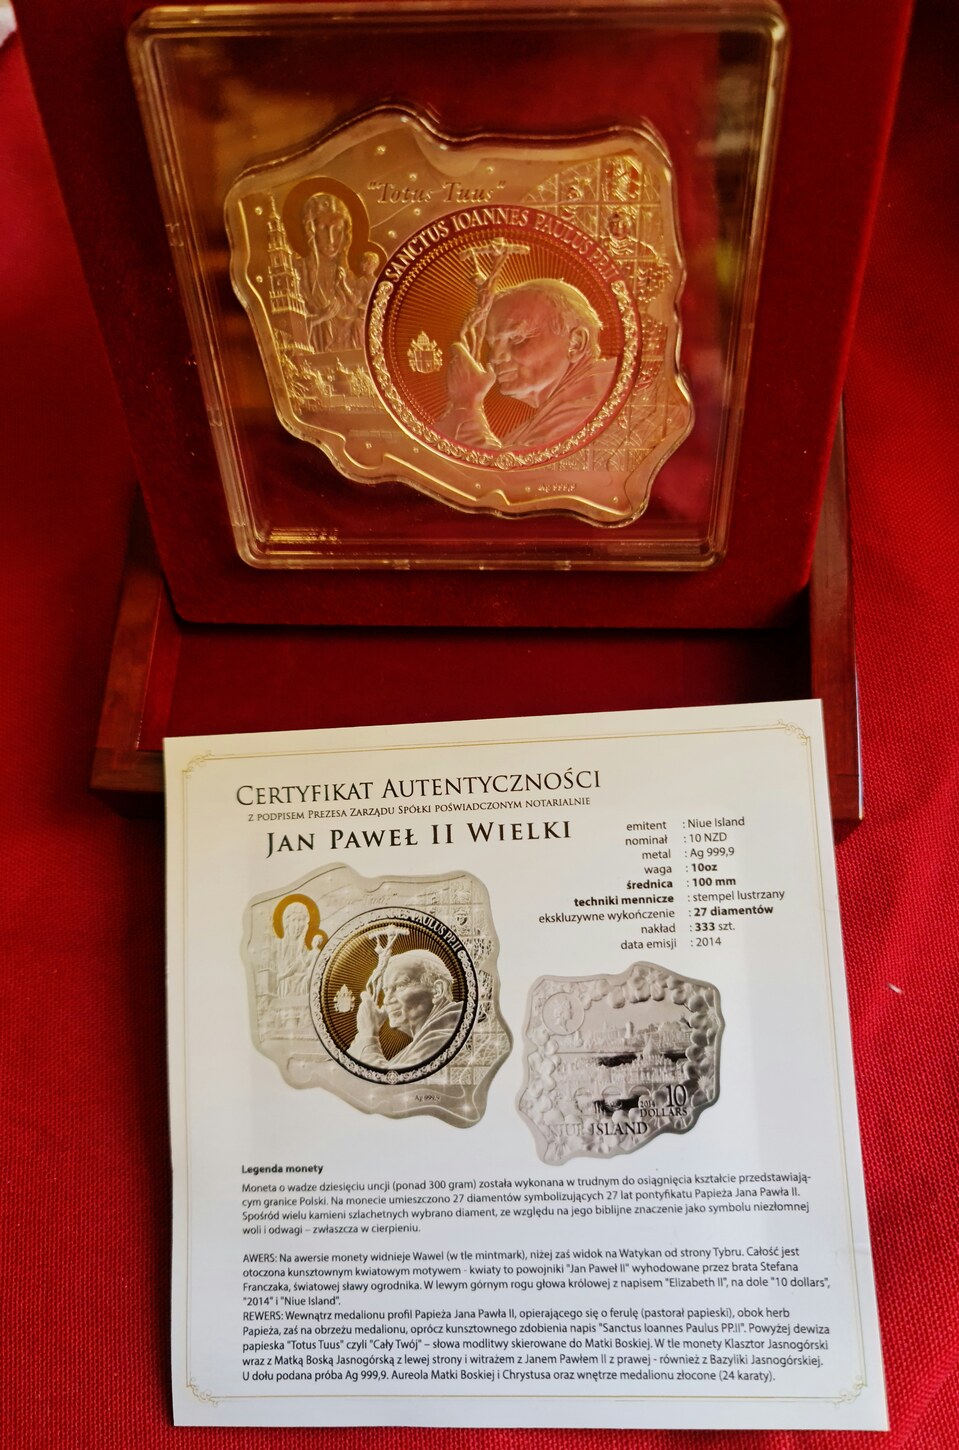 "Totus Tuus"
SANCTUS IOANNES PAULUS PP.II
Ag 999,9
CERTYFIKAT AUTENTYCZNOŚCI
Z PODPISEM PREZESA ZARZĄDU SPÓŁKI POŚWIADCZONYM NOTARIALNIE
JAN PAWEŁ II WIELKI
emitent : Niue Island
nominał : 10 NZD
metal : Ag 999,9
waga : 10oz
średnica : 100 mm
techniki mennicze : stempel lustrzany
ekskluzywne wykończenie : 27 diamentów
nakład : 333 szt.
data emisji : 2014
PAULUS PP.II
Ag 999,9
2014 10
DOLLARS
NIUE ISLAND
Legenda monety
Moneta o wadze dziesięciu uncji (ponad 300 gram) została wykonana w trudnym do osiągnięcia kształcie przedstawiają-
cym granice Polski. Na monecie umieszczono 27 diamentów symbolizujących 27 lat pontyfikatu Papieża Jana Pawła II.
Spośród wielu kamieni szlachetnych wybrano diament, ze względu na jego biblijne znaczenie jako symbolu niezłomnej
woli i odwagi – zwłaszcza w cierpieniu.
AWERS: Na awersie monety widnieje Wawel (w tle mintmark), niżej zaś widok na Watykan od strony Tybru. Całość jest
otoczona kunsztownym kwiatowym motywem - kwiaty to powojniki "Jan Paweł II" wyhodowane przez brata Stefana
Franczaka, światowej sławy ogrodnika. W lewym górnym rogu głowa królowej z napisem "Elizabeth II", na dole "10 dollars",
"2014" i "Niue Island".
REWERS: Wewnątrz medalionu profil Papieża Jana Pawła II, opierającego się o ferulę (pastorał papieski), obok herb
Papieża, zaś na obrzeżu medalionu, oprócz kunsztownego zdobienia napis "Sanctus Ioannes Paulus PP.II". Powyżej dewiza
papieska "Totus Tuus" czyli "Cały Twój" – słowa modlitwy skierowane do Matki Boskiej. W tle monety Klasztor Jasnogórski
wraz z Matką Boską Jasnogórską z lewej strony i witrażem z Janem Pawłem II z prawej - również z Bazyliki Jasnogórskiej.
U dołu podana próba Ag 999,9. Aureola Matki Boskiej i Chrystusa oraz wnętrze medalionu złocone (24 karaty).